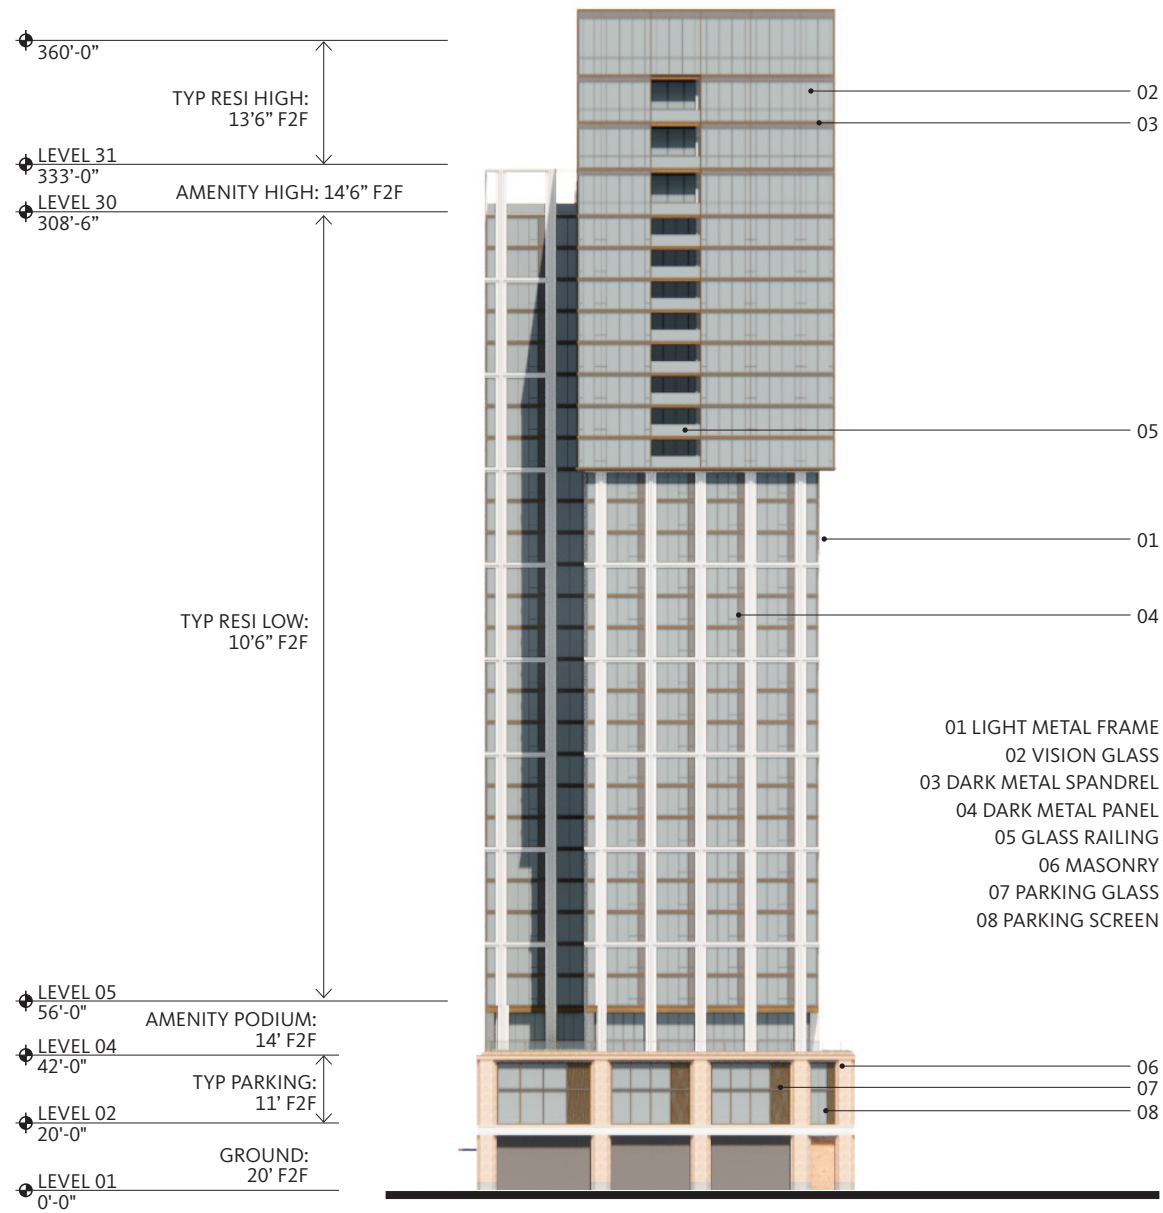 360'-0”
TYP RESI HIGH:
13’6” F2F
LEVEL 31
333'-0”
AMENITY HIGH: 14’6” F2F
LEVEL 30
308’-6”
TYP RESI LOW:
10’6” F2F
LEVEL 05
56'-0"
AMENITY PODIUM:
14’ F2F
LEVEL 04
42'-0"
TYP PARKING:
11’ F2F
LEVEL 02
20'-0"
GROUND:
20’ F2F
LEVEL 01
0'-0"
02
03
05
01
04
01 LIGHT METAL FRAME
02 VISION GLASS
03 DARK METAL SPANDREL
04 DARK METAL PANEL
05 GLASS RAILING
06 MASONRY
07 PARKING GLASS
08 PARKING SCREEN
06
07
08